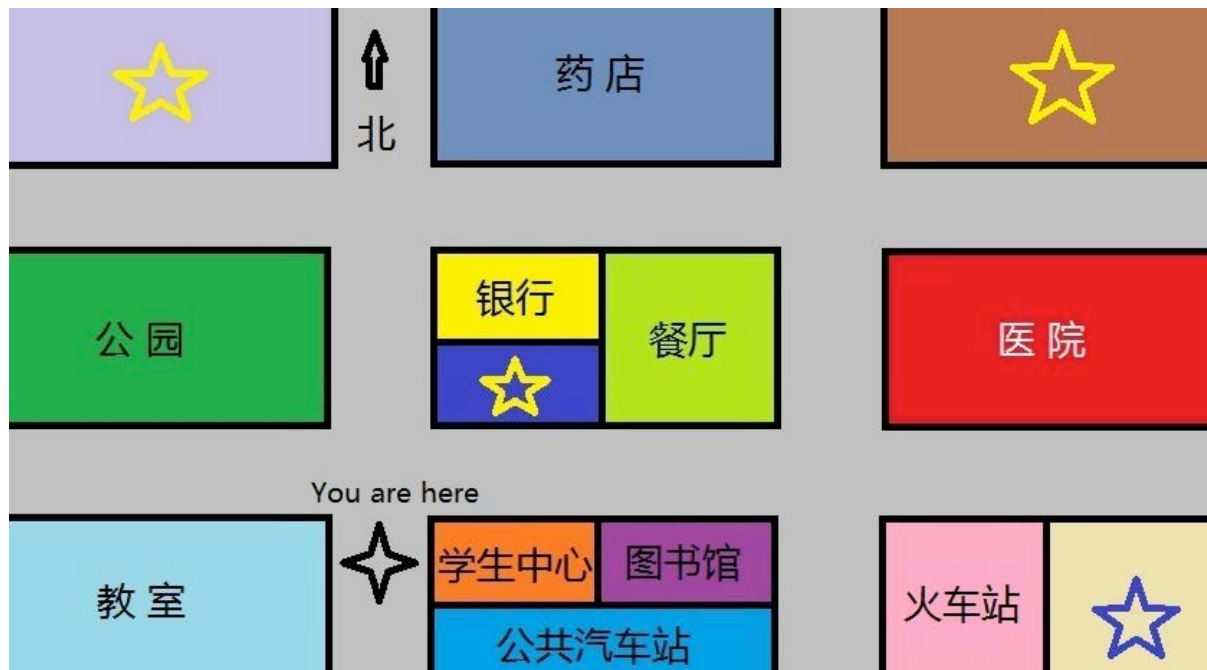 药店
北
公园
银行
餐厅
医院
You are here
教室
学生中心
图书馆
火车站
公共汽车站